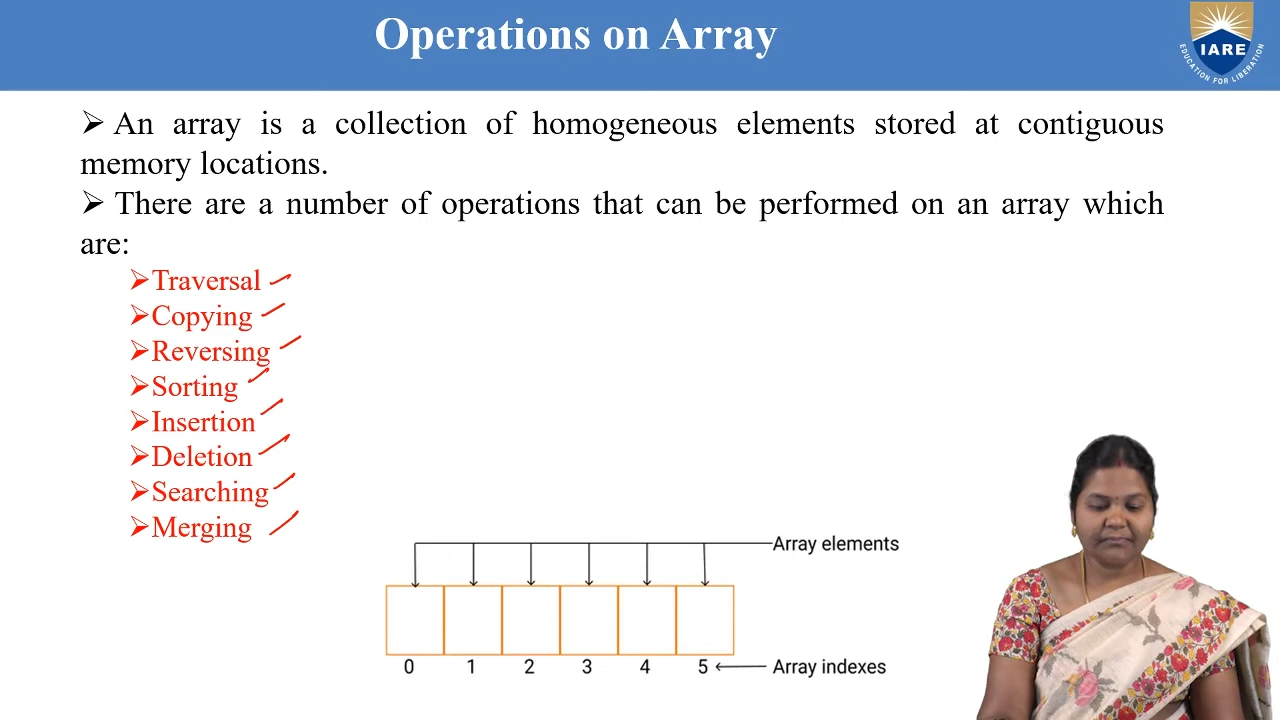 Operations on Array
IARE
EDUCATION FOR LIBERATION
➢ An array is a collection of homogeneous elements stored at contiguous
memory locations.
➢ There are a number of operations that can be performed on an array which
are:
➢Traversal
➢Copying
➢Reversing
➢Sorting
➢Insertion
➢Deletion
➢Searching
➢Merging
Array elements
0 1 2 3 4 5
Array indexes